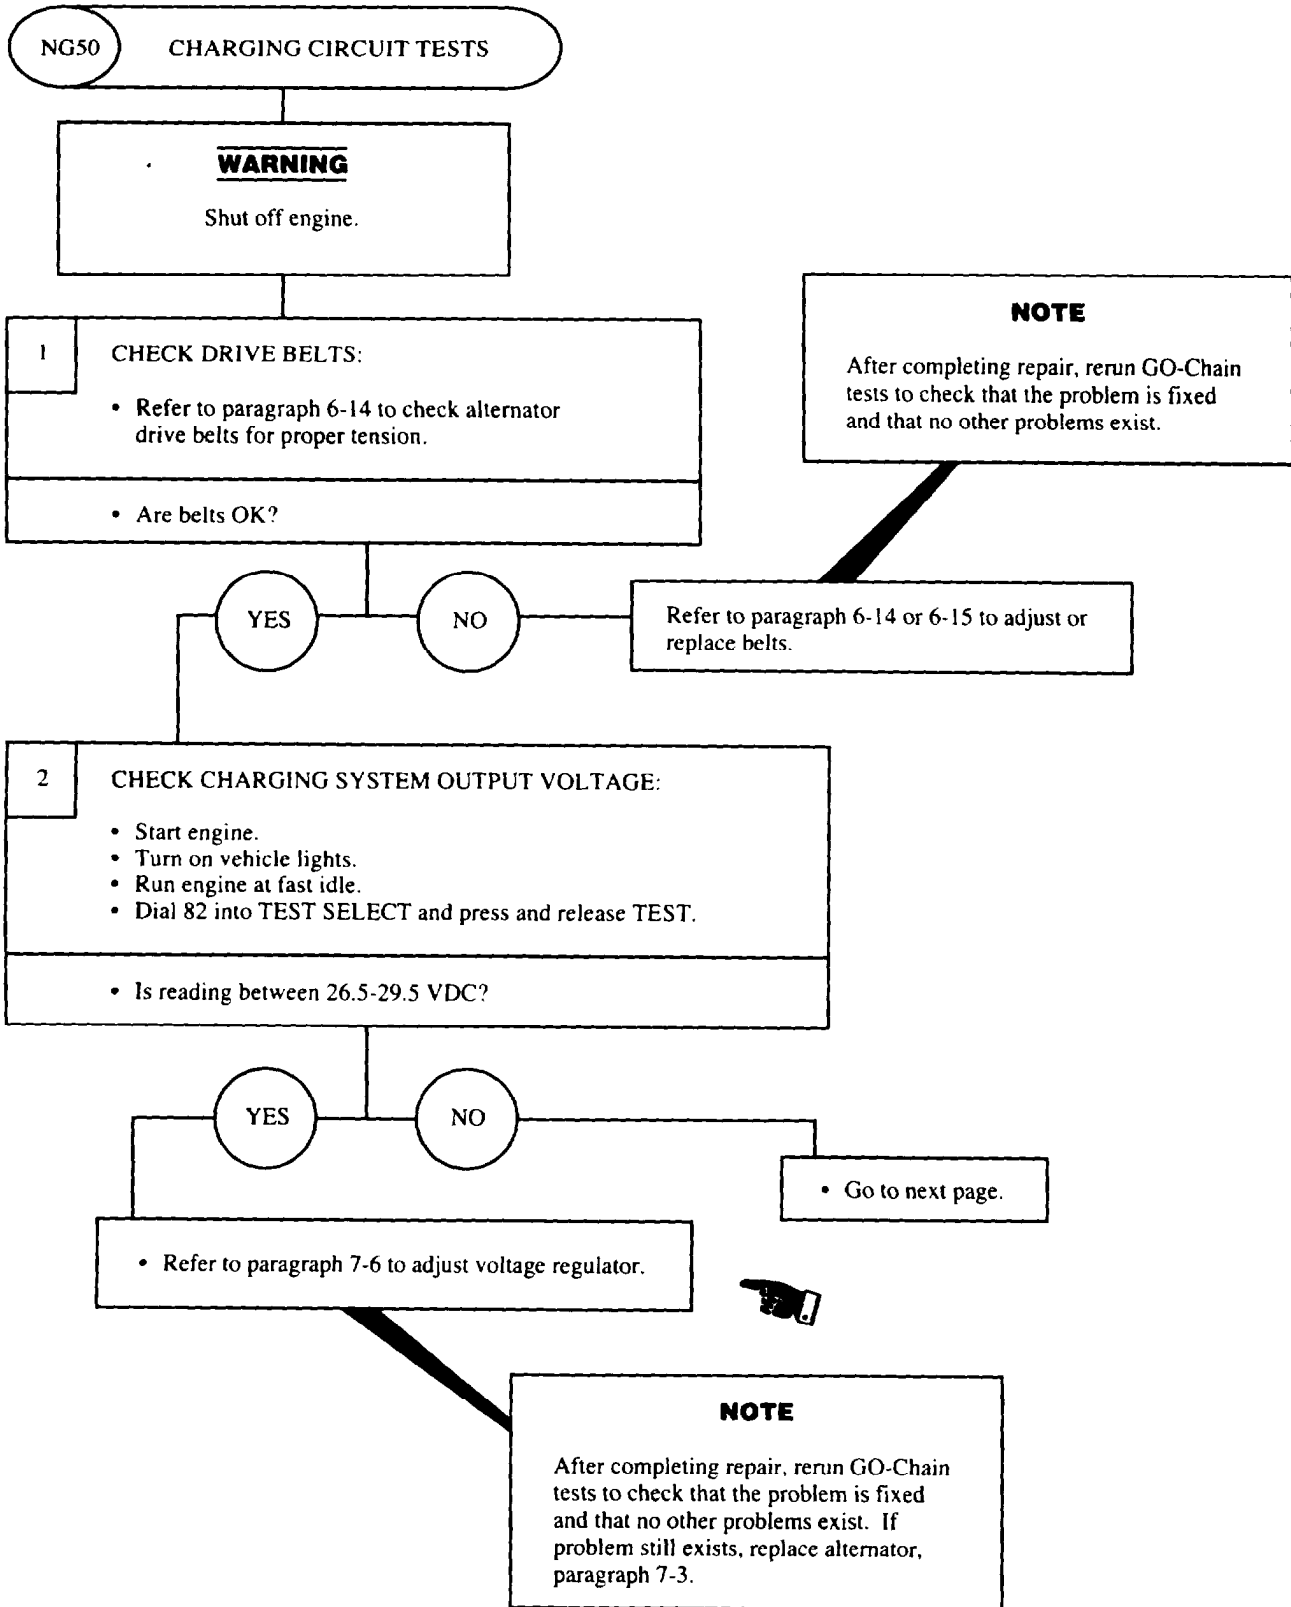 NG50 CHARGING CIRCUIT TESTS
WARNING
Shut off engine.
1 CHECK DRIVE BELTS:
• Refer to paragraph 6-14 to check alternator
drive belts for proper tension.
• Are belts OK?
NOTE
After completing repair, rerun GO-Chain
tests to check that the problem is fixed
and that no other problems exist.
YES
NO
Refer to paragraph 6-14 or 6-15 to adjust or
replace belts.
2 CHECK CHARGING SYSTEM OUTPUT VOLTAGE:
• Start engine.
• Turn on vehicle lights.
• Run engine at fast idle.
• Dial 82 into TEST SELECT and press and release TEST.
• Is reading between 26.5-29.5 VDC?
YES
NO
• Go to next page.
• Refer to paragraph 7-6 to adjust voltage regulator.
NOTE
After completing repair, rerun GO-Chain
tests to check that the problem is fixed
and that no other problems exist. If
problem still exists, replace alternator,
paragraph 7-3.